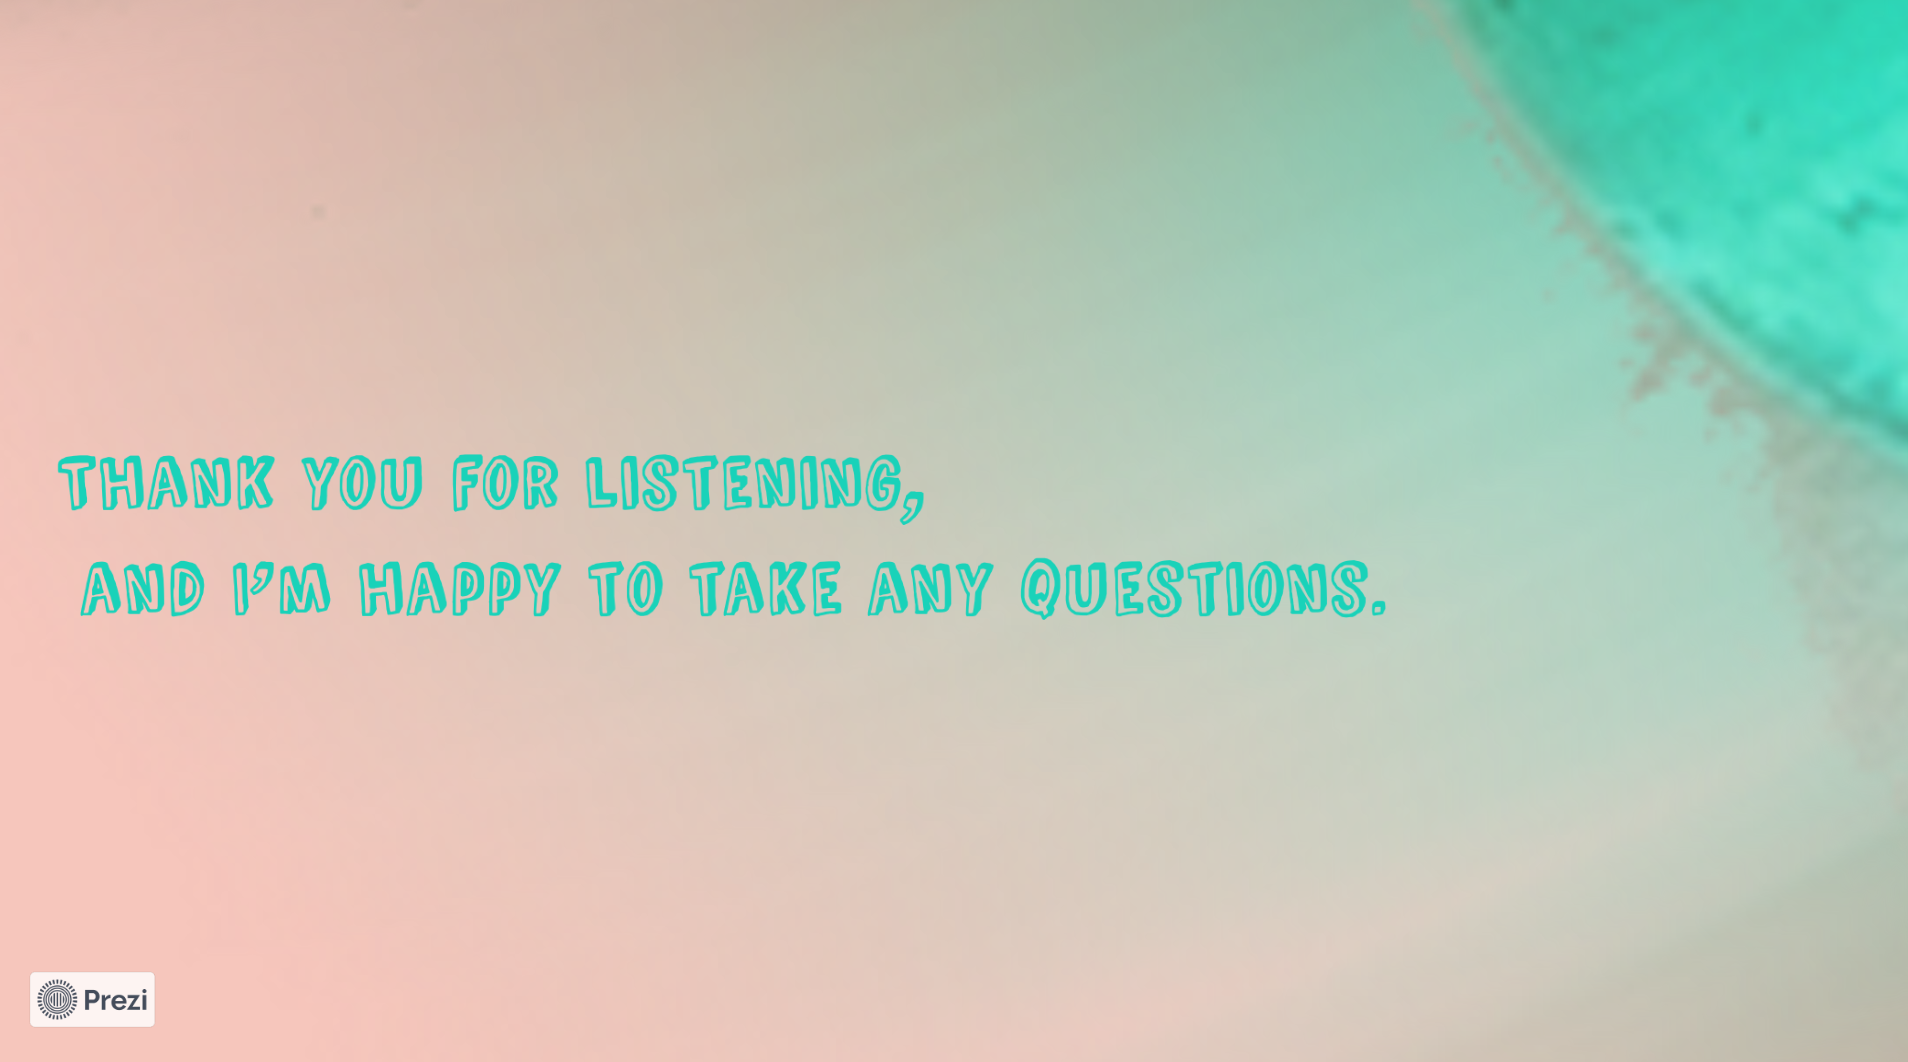 THANK YOU FOR LISTENING,
AND I'M HAPPY TO TAKE ANY QUESTIONS.
Prezi